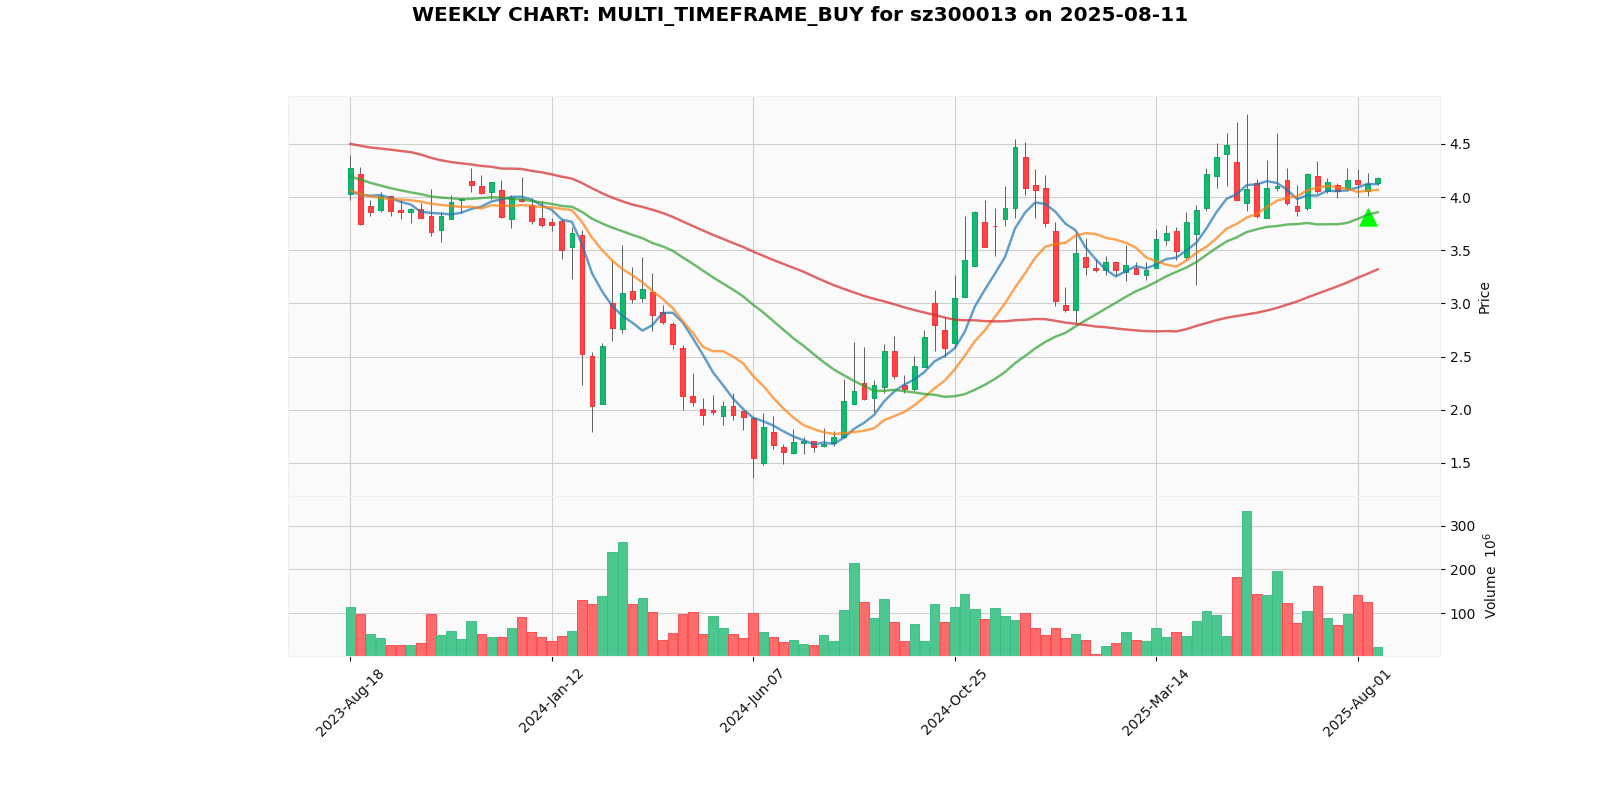 WEEKLY CHART: MULTI_TIMEFRAME_BUY for sz300013 on 2025-08-11
4.5
4.0
3.5
3.0
2.5
2.0
1.5
Price
300
200
100
Volume 10^6
2023-Aug-18
2024-Jan-12
2024-Jun-07
2024-Oct-25
2025-Mar-14
2025-Aug-01